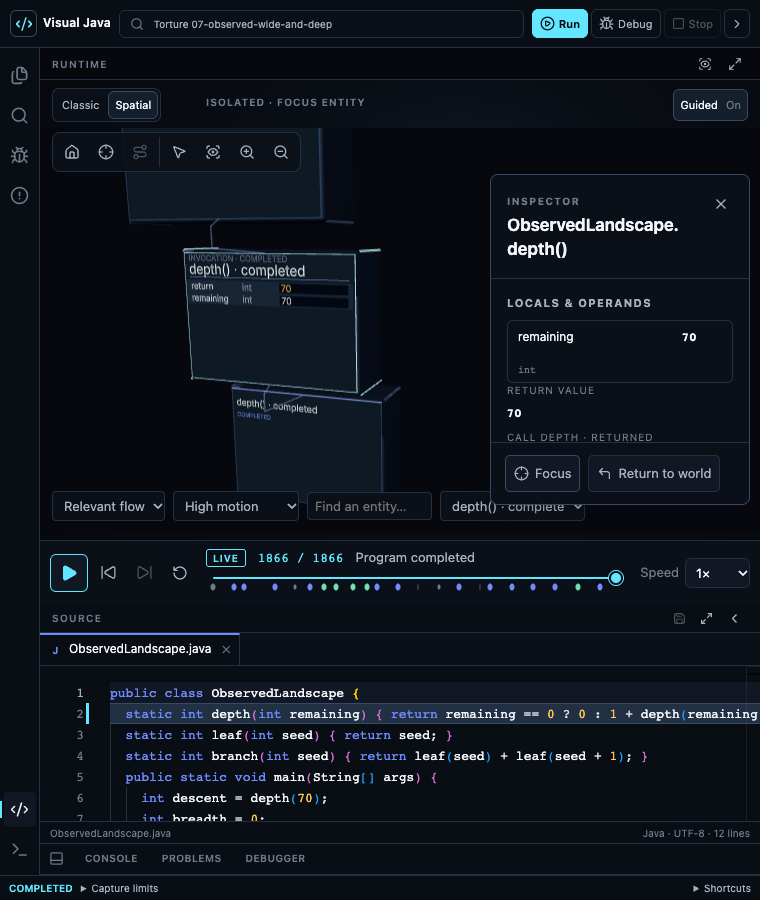 Visual Java
Torture 07-observed-wide-and-deep
Run
Debug
Stop
RUNTIME
Classic
Spatial
ISOLATED · FOCUS ENTITY
Guided On
INSPECTOR
ObservedLandscape.
depth()
LOCALS & OPERANDS
remaining 70
int
RETURN VALUE
70
CALL DEPTH · RETURNED
Focus
Return to world
INVOCATION · COMPLETED
depth() · completed
return int 70
remaining int 70
depth() · completed
COMPLETED
Relevant flow
High motion
Find an entity...
depth() · complete
LIVE 1866 / 1866 Program completed
Speed 1×
SOURCE
J ObservedLandscape.java
1 public class ObservedLandscape {
2 static int depth(int remaining) { return remaining == 0 ? 0 : 1 + depth(remaining
3 static int leaf(int seed) { return seed; }
4 static int branch(int seed) { return leaf(seed) + leaf(seed + 1); }
5 public static void main(String[] args) {
6 int descent = depth(70);
7 int breadth = 0;
ObservedLandscape.java
Java · UTF-8 · 12 lines
CONSOLE
PROBLEMS
DEBUGGER
COMPLETED
Capture limits
Shortcuts